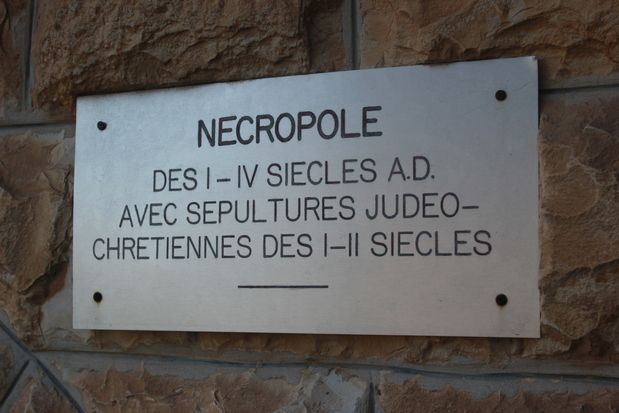 NECROPOLE
DES I-IV SIECLES A.D.
AVEC SEPULTURES JUDEO-
CHRETIENNES DES I-II SIECLES